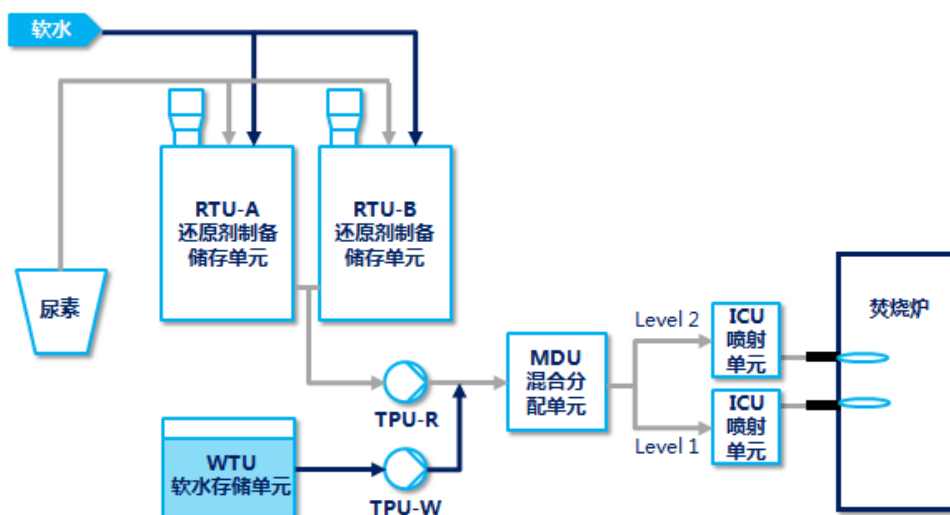 软水
RTU-A
还原剂制备
储存单元
RTU-B
还原剂制备
储存单元
尿素
焚烧炉
Level 2
ICU
喷射
单元
MDU
混合分
配单元
TPU-R
ICU
喷射
单元
Level 1
WTU
软水存储单元
TPU-W